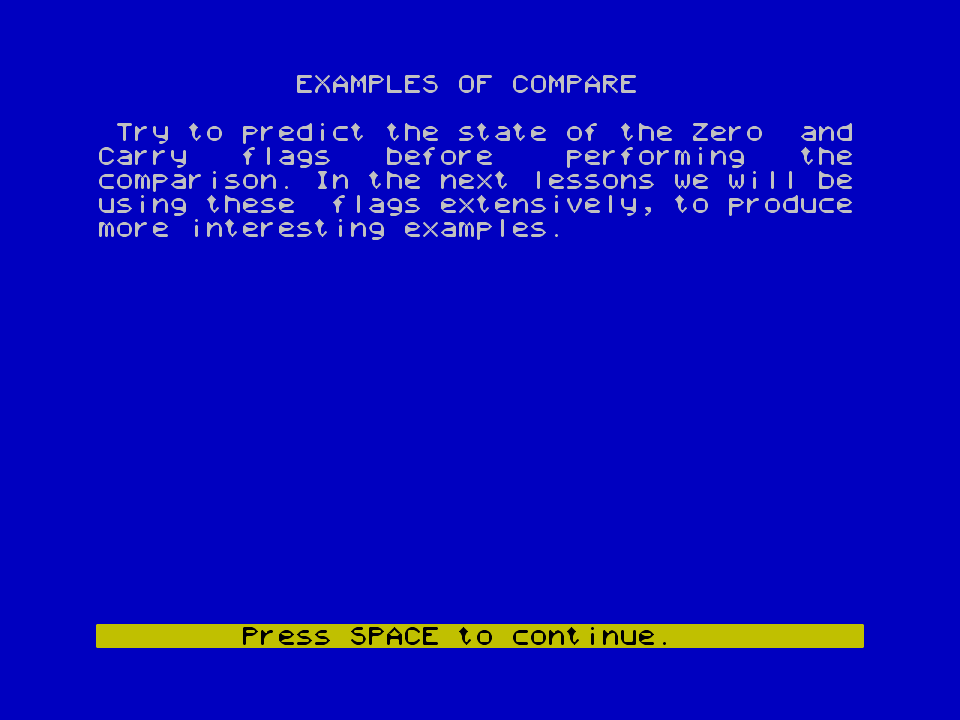 EXAMPLES OF COMPARE
Try to predict the state of the Zero  and
Carry   flags   before    performing   the
comparison. In the next lessons we will be
using these  flags extensively, to produce
more interesting examples.
Press SPACE to continue.